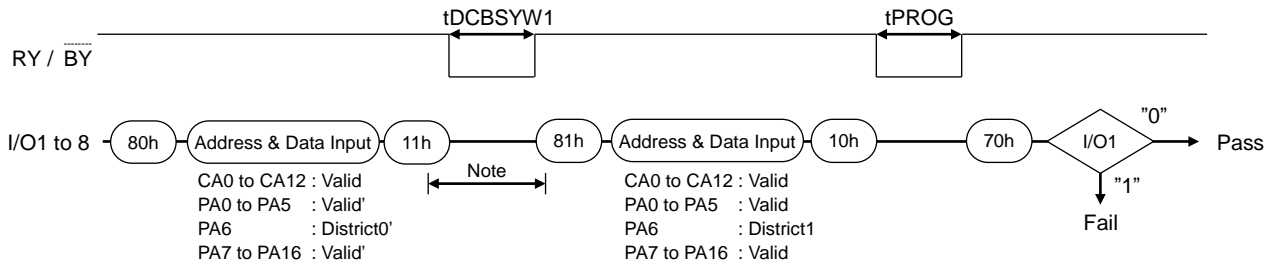 tDCBSYW1 tPROG
RY / BY
I/O1 to 8 80h Address & Data Input 11h 81h Address & Data Input 10h 70h I/O1 "0" Pass
Note
"1"
Fail
CA0 to CA12 : Valid
PA0 to PA5 : Valid'
PA6 : District0'
PA7 to PA16 : Valid'
CA0 to CA12 : Valid
PA0 to PA5 : Valid
PA6 : District1
PA7 to PA16 : Valid